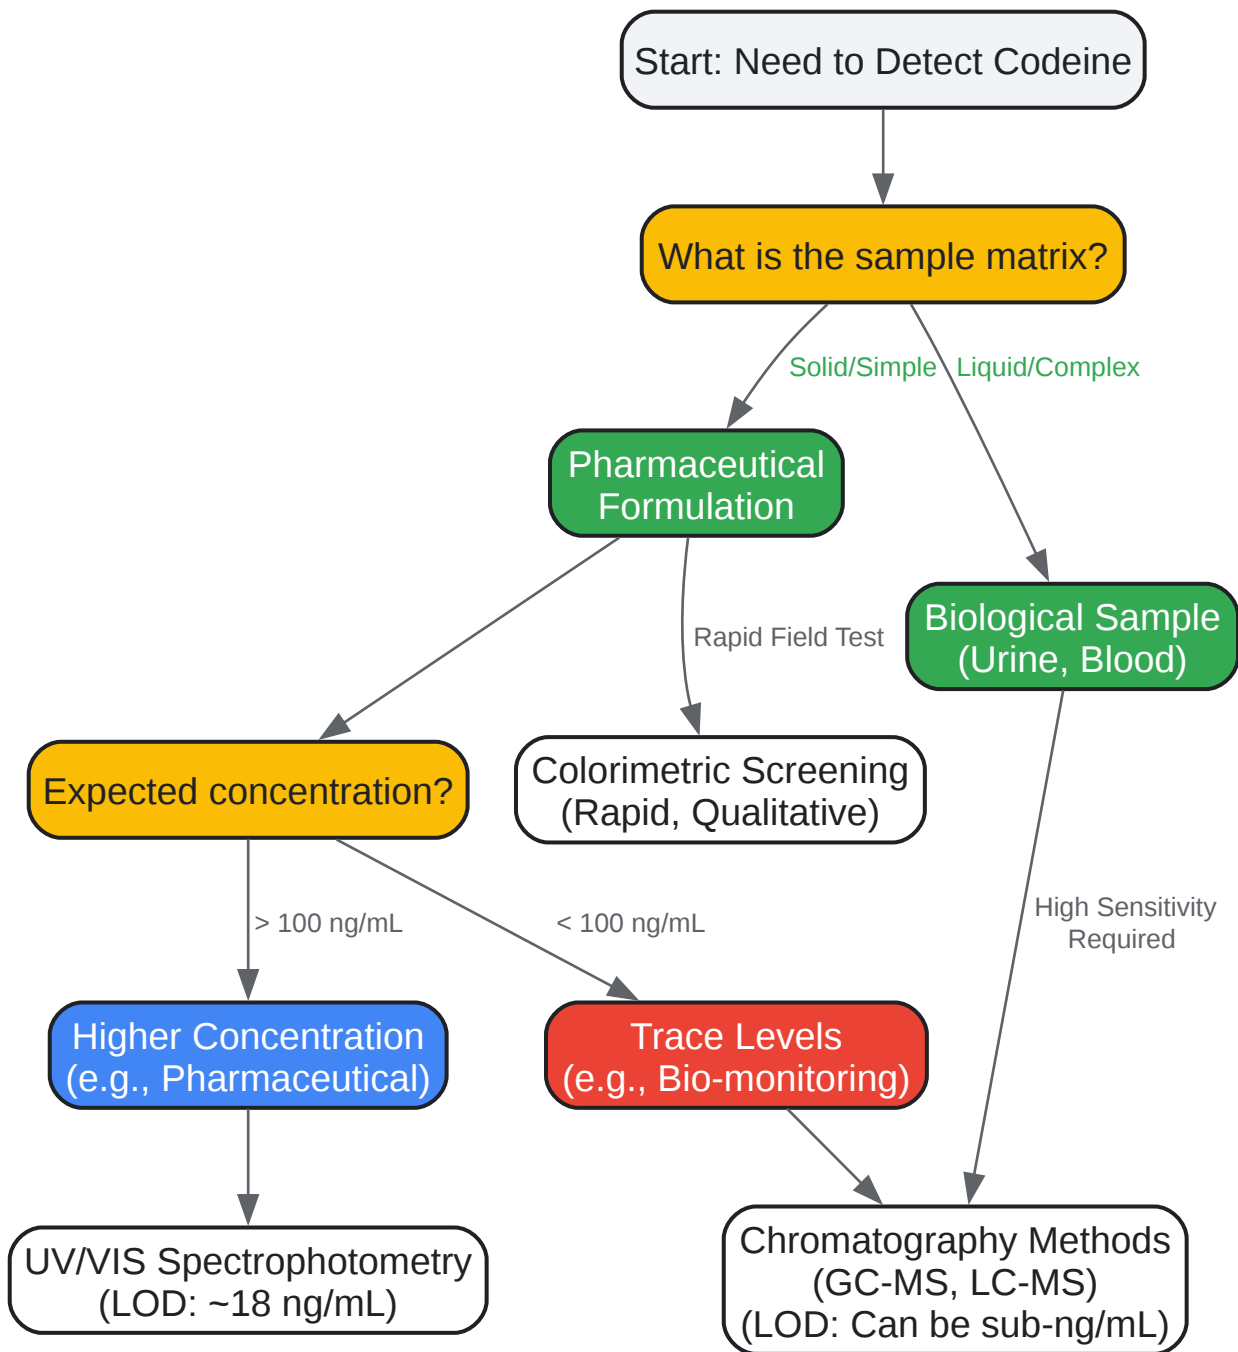 Start: Need to Detect Codeine
What is the sample matrix?
Solid/Simple
Liquid/Complex
Pharmaceutical
Formulation
Biological Sample
(Urine, Blood)
Rapid Field Test
Expected concentration?
Colorimetric Screening
(Rapid, Qualitative)
> 100 ng/mL
< 100 ng/mL
High Sensitivity
Required
Higher Concentration
(e.g., Pharmaceutical)
Trace Levels
(e.g., Bio-monitoring)
UV/VIS Spectrophotometry
(LOD: ~18 ng/mL)
Chromatography Methods
(GC-MS, LC-MS)
(LOD: Can be sub-ng/mL)